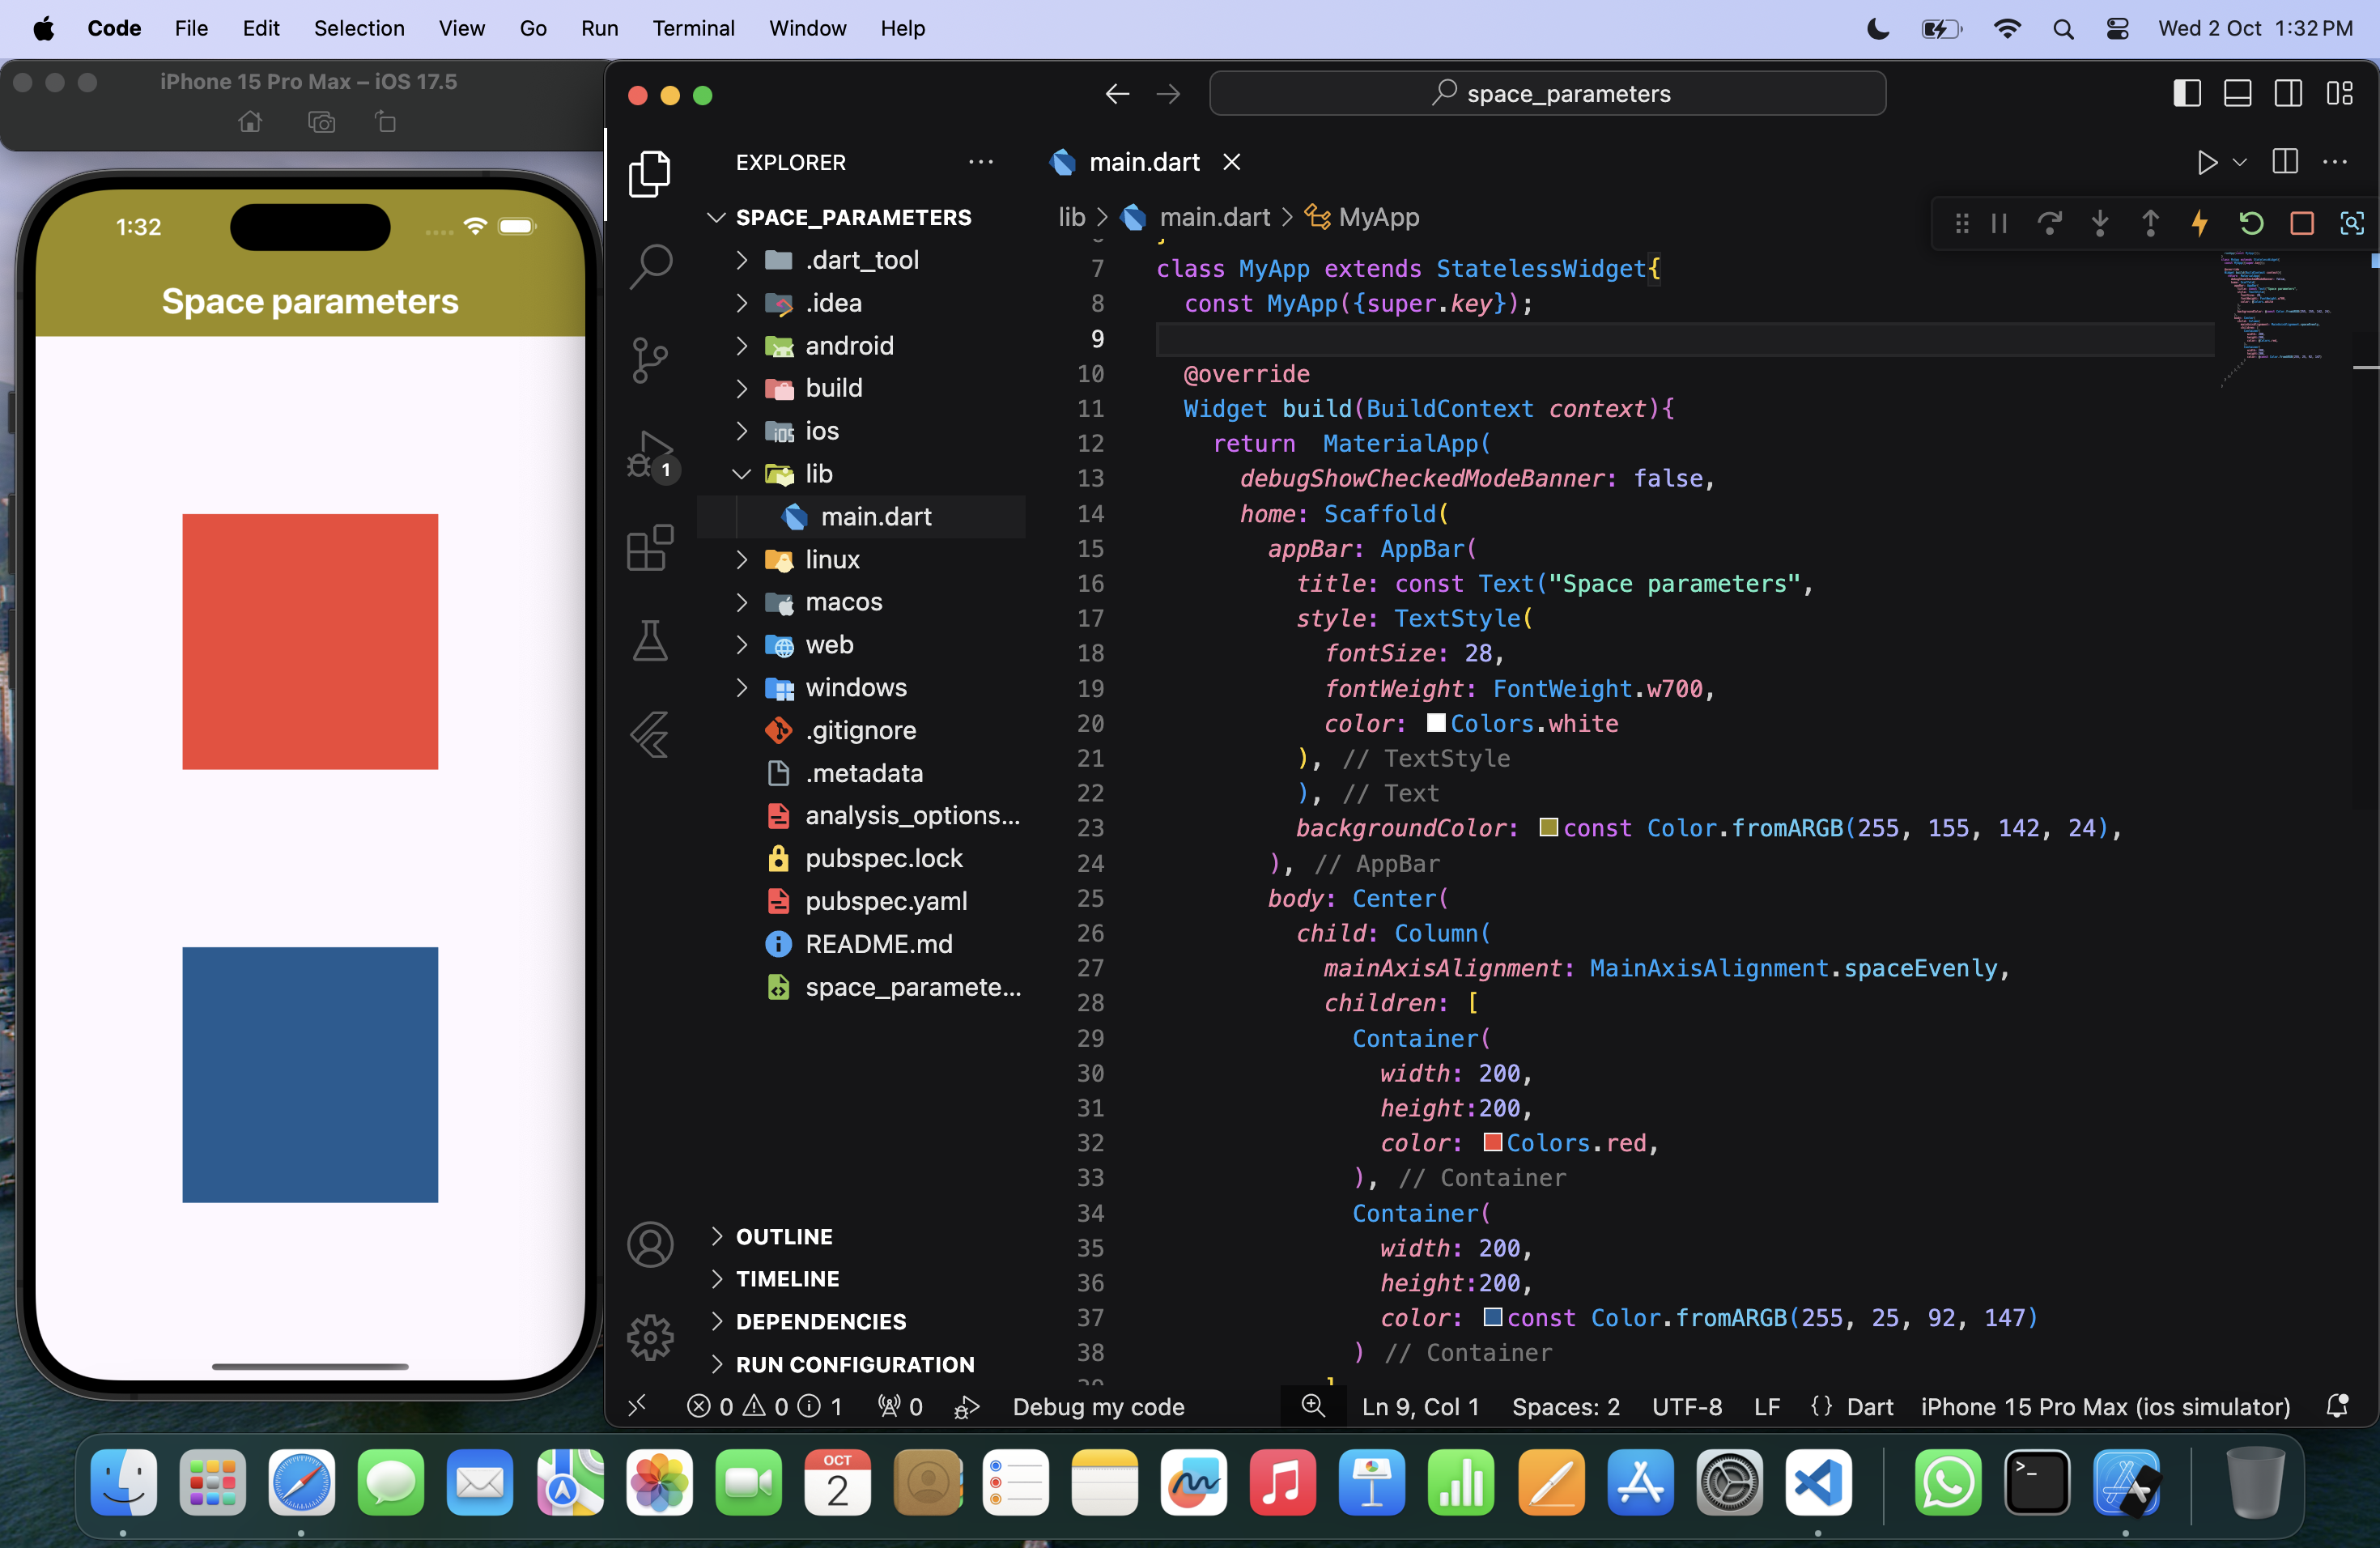 Code File Edit Selection View Go Run Terminal Window Help
Wed 2 Oct 1:32 PM
iPhone 15 Pro Max – iOS 17.5
1:32
Space parameters
space_parameters
EXPLORER
SPACE_PARAMETERS
.dart_tool
.idea
android
build
ios
lib
main.dart
linux
macos
web
windows
.gitignore
.metadata
analysis_options...
pubspec.lock
pubspec.yaml
README.md
space_paramete...
OUTLINE
TIMELINE
DEPENDENCIES
RUN CONFIGURATION
1
main.dart
lib > main.dart > MyApp
7 class MyApp extends StatelessWidget{
8 const MyApp({super.key});
9
10 @override
11 Widget build(BuildContext context){
12 return  MaterialApp(
13 debugShowCheckedModeBanner: false,
14 home: Scaffold(
15 appBar: AppBar(
16 title: const Text("Space parameters",
17 style: TextStyle(
18 fontSize: 28,
19 fontWeight: FontWeight.w700,
20 color: Colors.white
21 ), // TextStyle
22 ), // Text
23 backgroundColor: const Color.fromARGB(255, 155, 142, 24),
24 ), // AppBar
25 body: Center(
26 child: Column(
27 mainAxisAlignment: MainAxisAlignment.spaceEvenly,
28 children: [
29 Container(
30 width: 200,
31 height:200,
32 color: Colors.red,
33 ), // Container
34 Container(
35 width: 200,
36 height:200,
37 color: const Color.fromARGB(255, 25, 92, 147)
38 ) // Container
0 0 1 0 Debug my code Ln 9, Col 1 Spaces: 2 UTF-8 LF {} Dart iPhone 15 Pro Max (ios simulator)
OCT
2